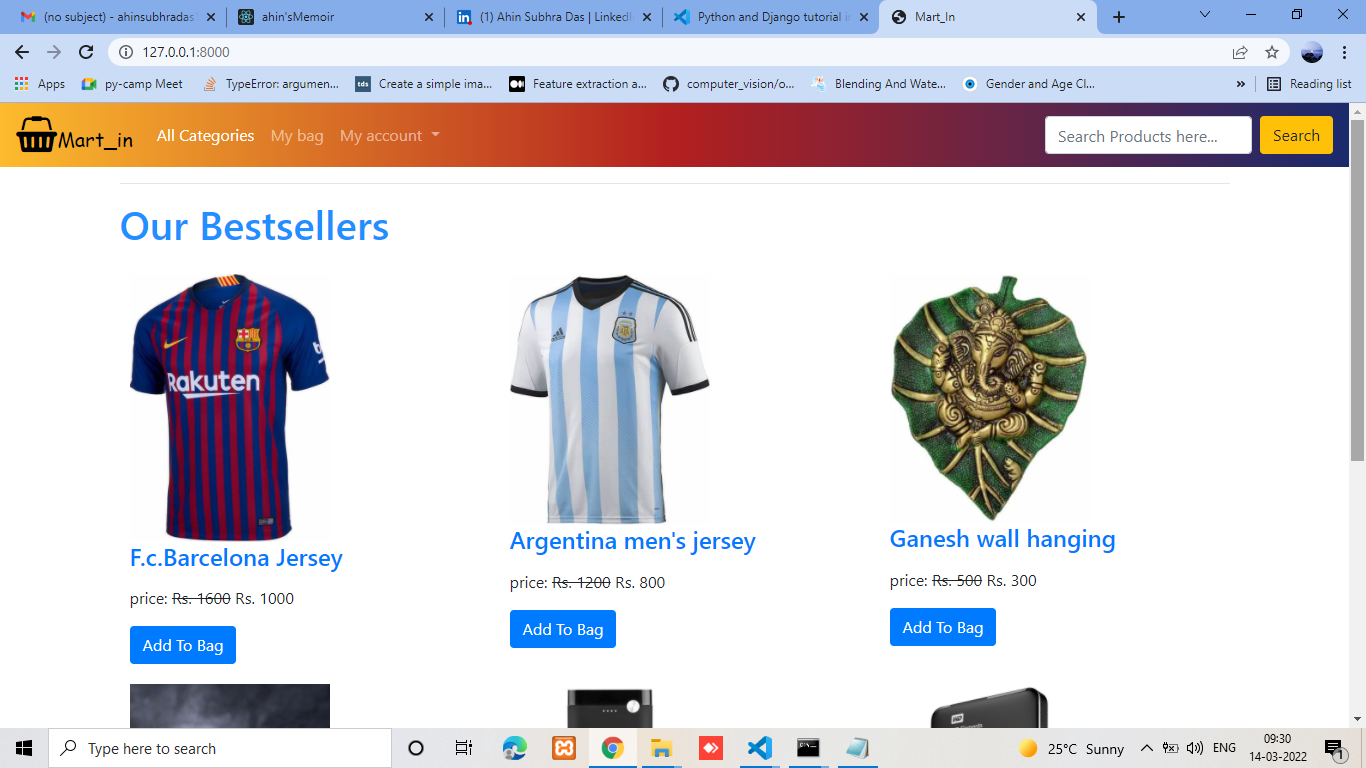 (no subject) - ahinsubhradas
ahin'sMemoir
(1) Ahin Subhra Das | LinkedI
Python and Django tutorial in
Mart_In
127.0.0.1:8000
Apps
py-camp Meet
TypeError: argumen...
Create a simple ima...
Feature extraction a...
computer_vision/o...
Blending And Wate...
Gender and Age Cl...
»
Reading list
Mart_in
All Categories
My bag
My account
Search Products here...
Search
Our Bestsellers
Rakuten
F.c.Barcelona Jersey
price: Rs. 1600 Rs. 1000
Add To Bag
adidas
Argentina men's jersey
price: Rs. 1200 Rs. 800
Add To Bag
Ganesh wall hanging
price: Rs. 500 Rs. 300
Add To Bag
WD
Elements
Type here to search
25°C Sunny
ENG
09:30
14-03-2022
1